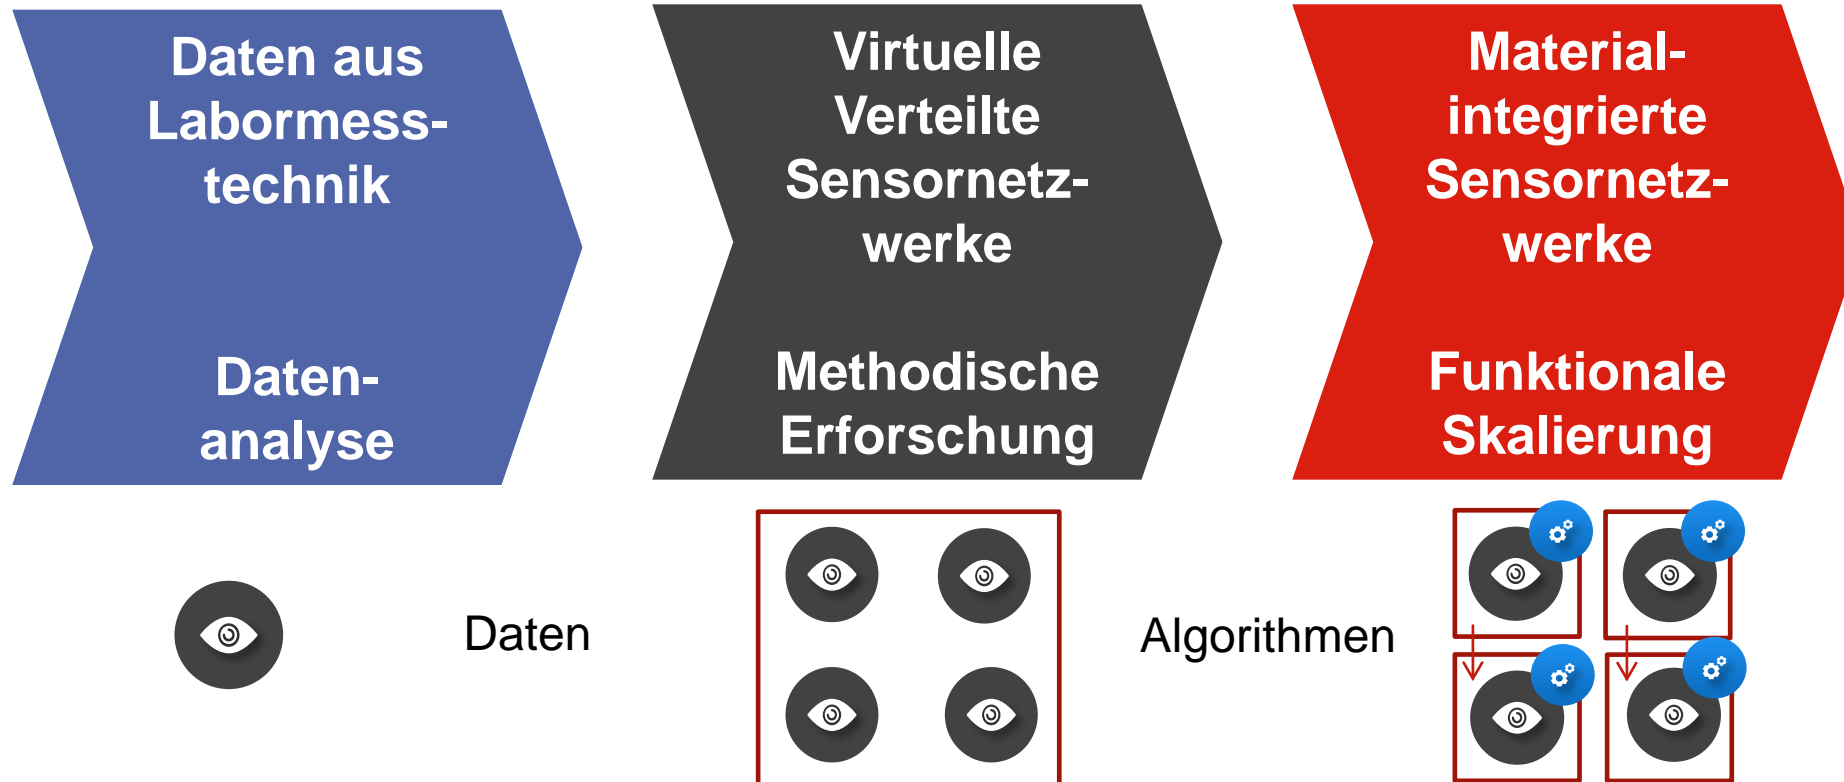 Daten aus
Labormess-
technik
Daten-
analyse
Virtuelle
Verteilte
Sensornetz-
werke
Methodische
Erforschung
Material-
integrierte
Sensornetz-
werke
Funktionale
Skalierung
Daten
Algorithmen